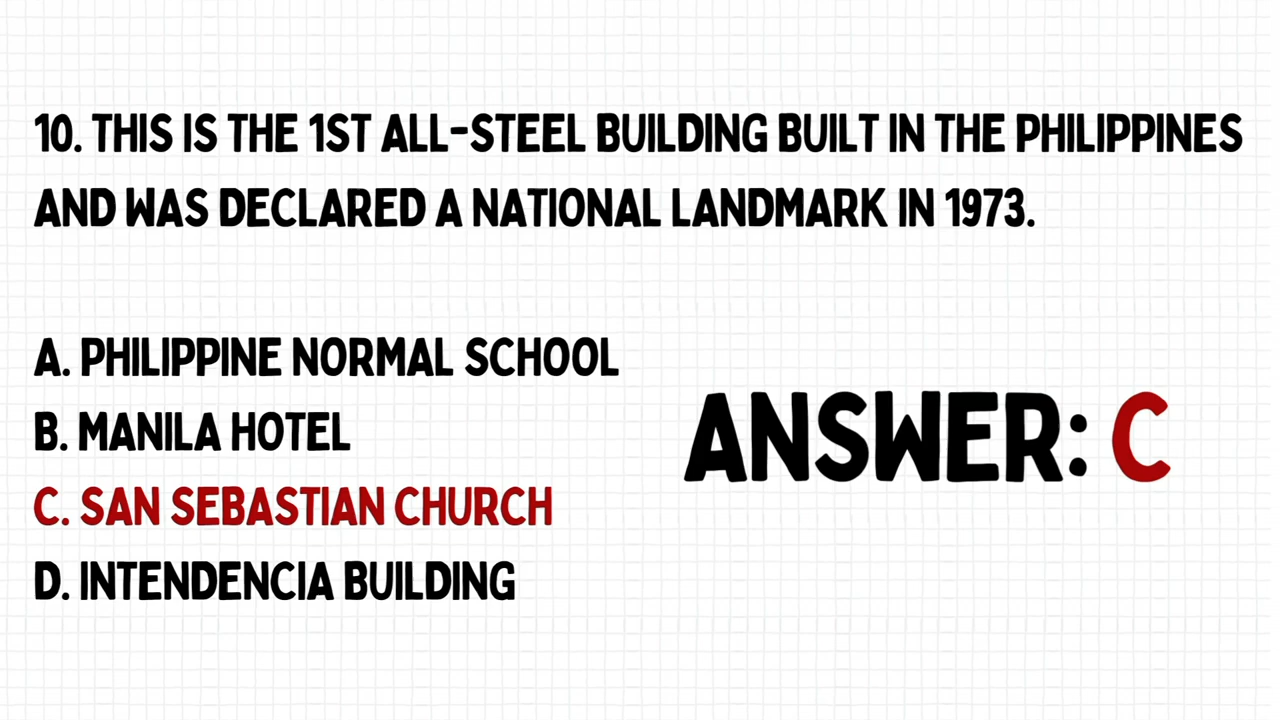 10. THIS IS THE 1ST ALL-STEEL BUILDING BUILT IN THE PHILIPPINES
AND WAS DECLARED A NATIONAL LANDMARK IN 1973.
A. PHILIPPINE NORMAL SCHOOL
B. MANILA HOTEL
C. SAN SEBASTIAN CHURCH
D. INTENDENCIA BUILDING
ANSWER: C